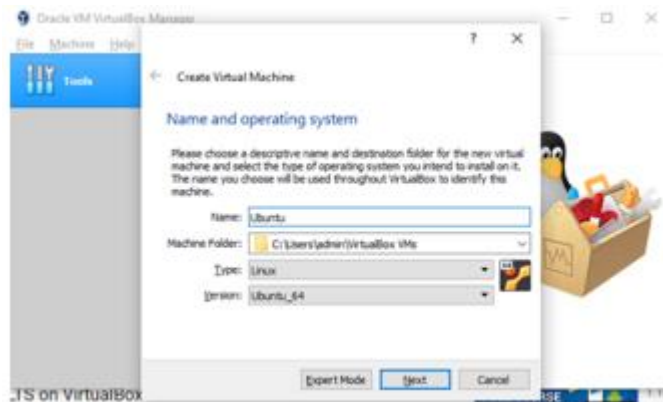 Oracle VM VirtualBox Manager
File Machine Help
? ×
Tools
Create Virtual Machine
Name and operating system
Please choose a descriptive name and destination folder for the new virtual
machine and select the type of operating system you intend to install on it.
The name you choose will be used throughout VirtualBox to identify this
machine.
Name: Ubuntu
Machine Folder: C:\Users\admin\VirtualBox VMs
Type: Linux
Version: Ubuntu_64
Expert Mode Next Cancel
LTS on VirtualBox